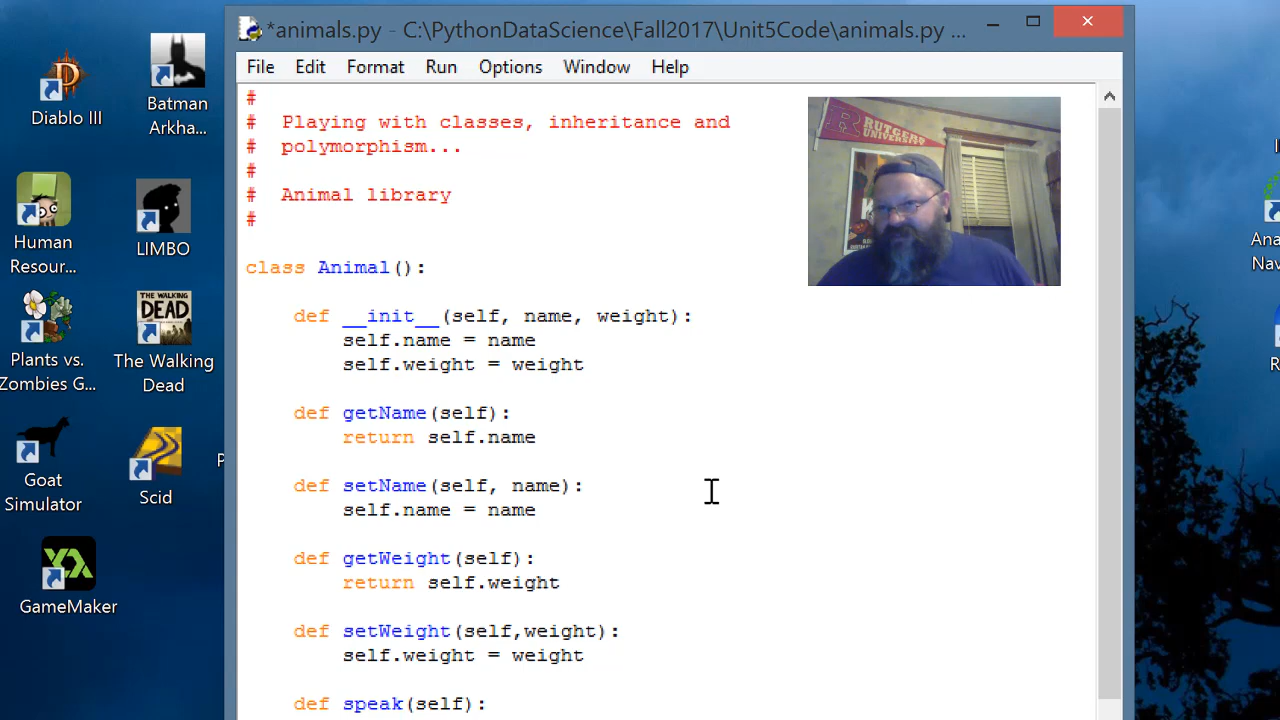 *animals.py - C:\PythonDataScience\Fall2017\Unit5Code\animals.py ...
File Edit Format Run Options Window Help
#
# Playing with classes, inheritance and
# polymorphism...
#
# Animal library
#
class Animal():
def __init__(self, name, weight):
self.name = name
self.weight = weight
def getName(self):
return self.name
def setName(self, name):
self.name = name
def getWeight(self):
return self.weight
def setWeight(self,weight):
self.weight = weight
def speak(self):
RUTGERS
UNIVERSITY
Diablo III
Batman
Arkha...
Human
Resour...
LIMBO
Plants vs.
Zombies G...
THE WALKING
DEAD
The Walking
Dead
Goat
Simulator
Scid
P
GameMaker
I
Ana
Nav
R